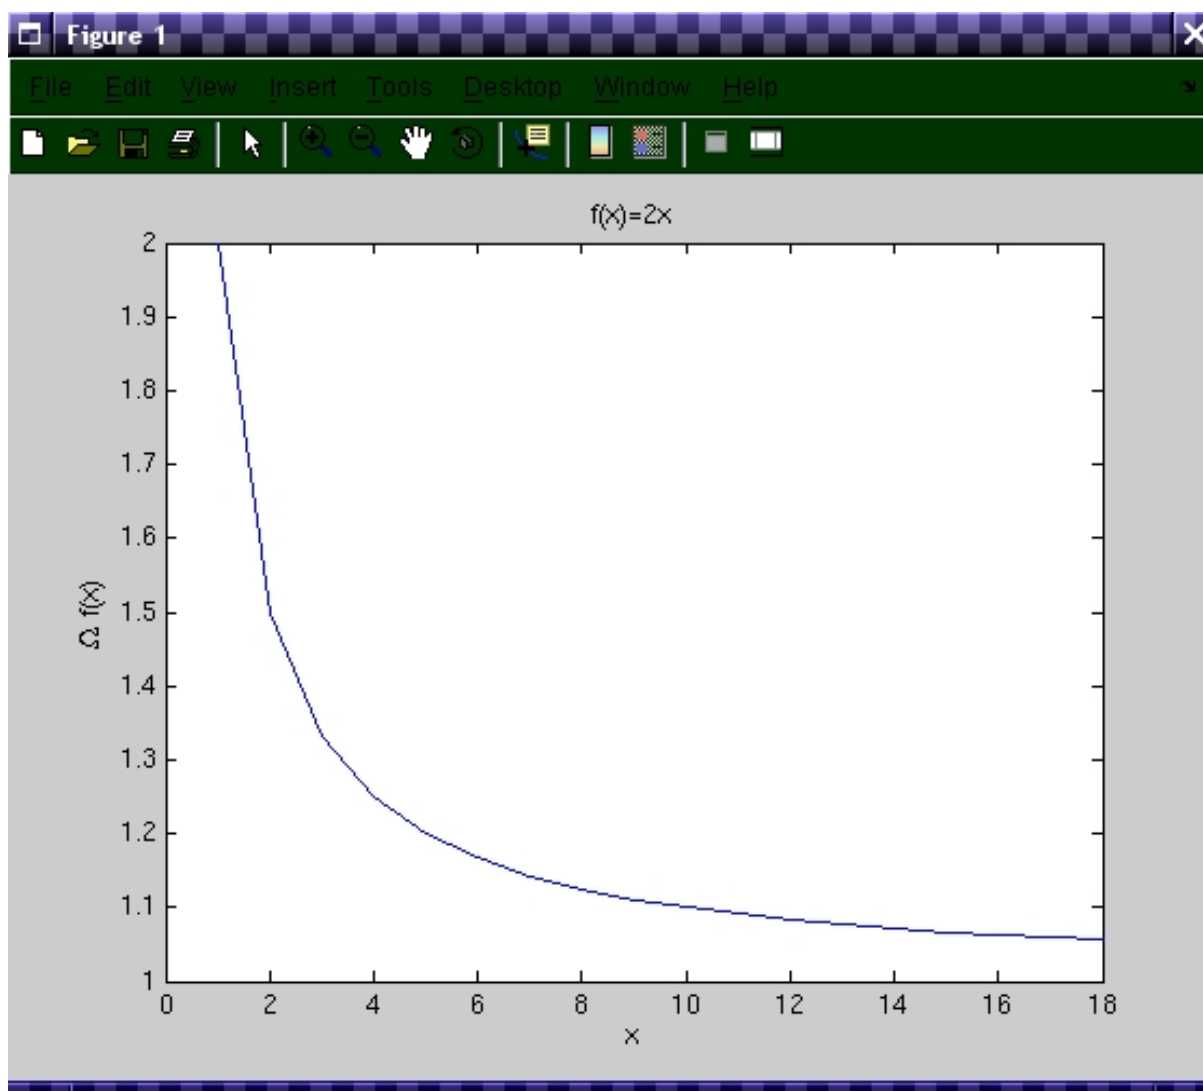 Figure 1
File Edit View Insert Tools Desktop Window Help
f(x)=2x
2
1.9
1.8
1.7
1.6
1.5
1.4
1.3
1.2
1.1
1
Ω f(x)
0 2 4 6 8 10 12 14 16 18
x